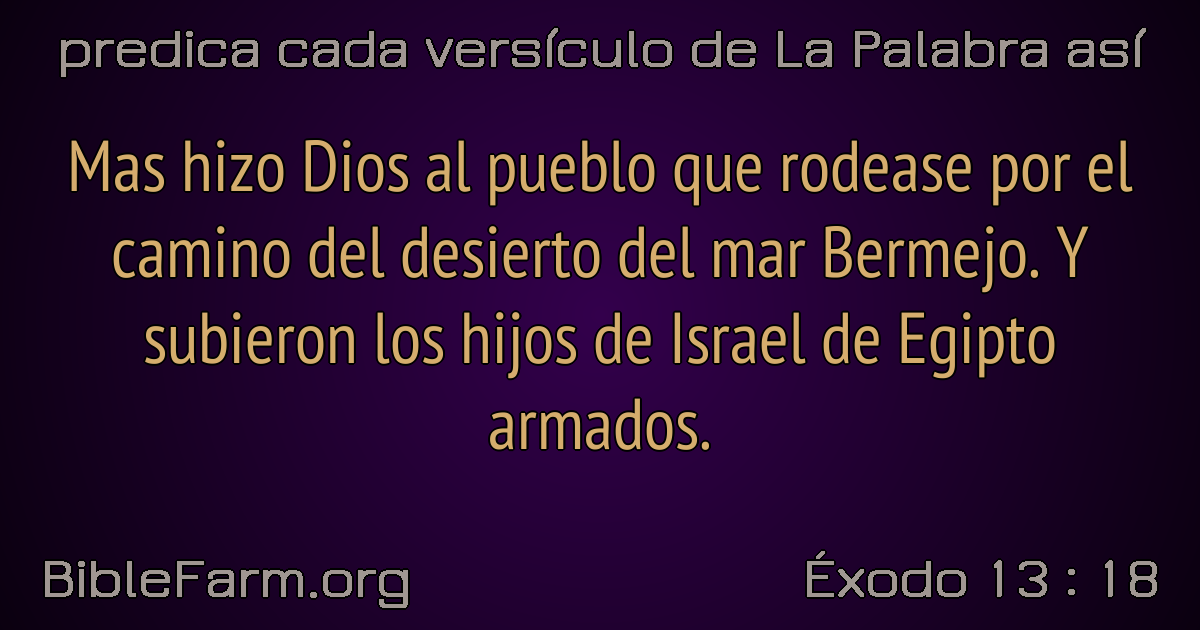 predica cada versículo de La Palabra así
Mas hizo Dios al pueblo que rodease por el
camino del desierto del mar Bermejo. Y
subieron los hijos de Israel de Egipto
armados.
BibleFarm.org
Éxodo 13 : 18